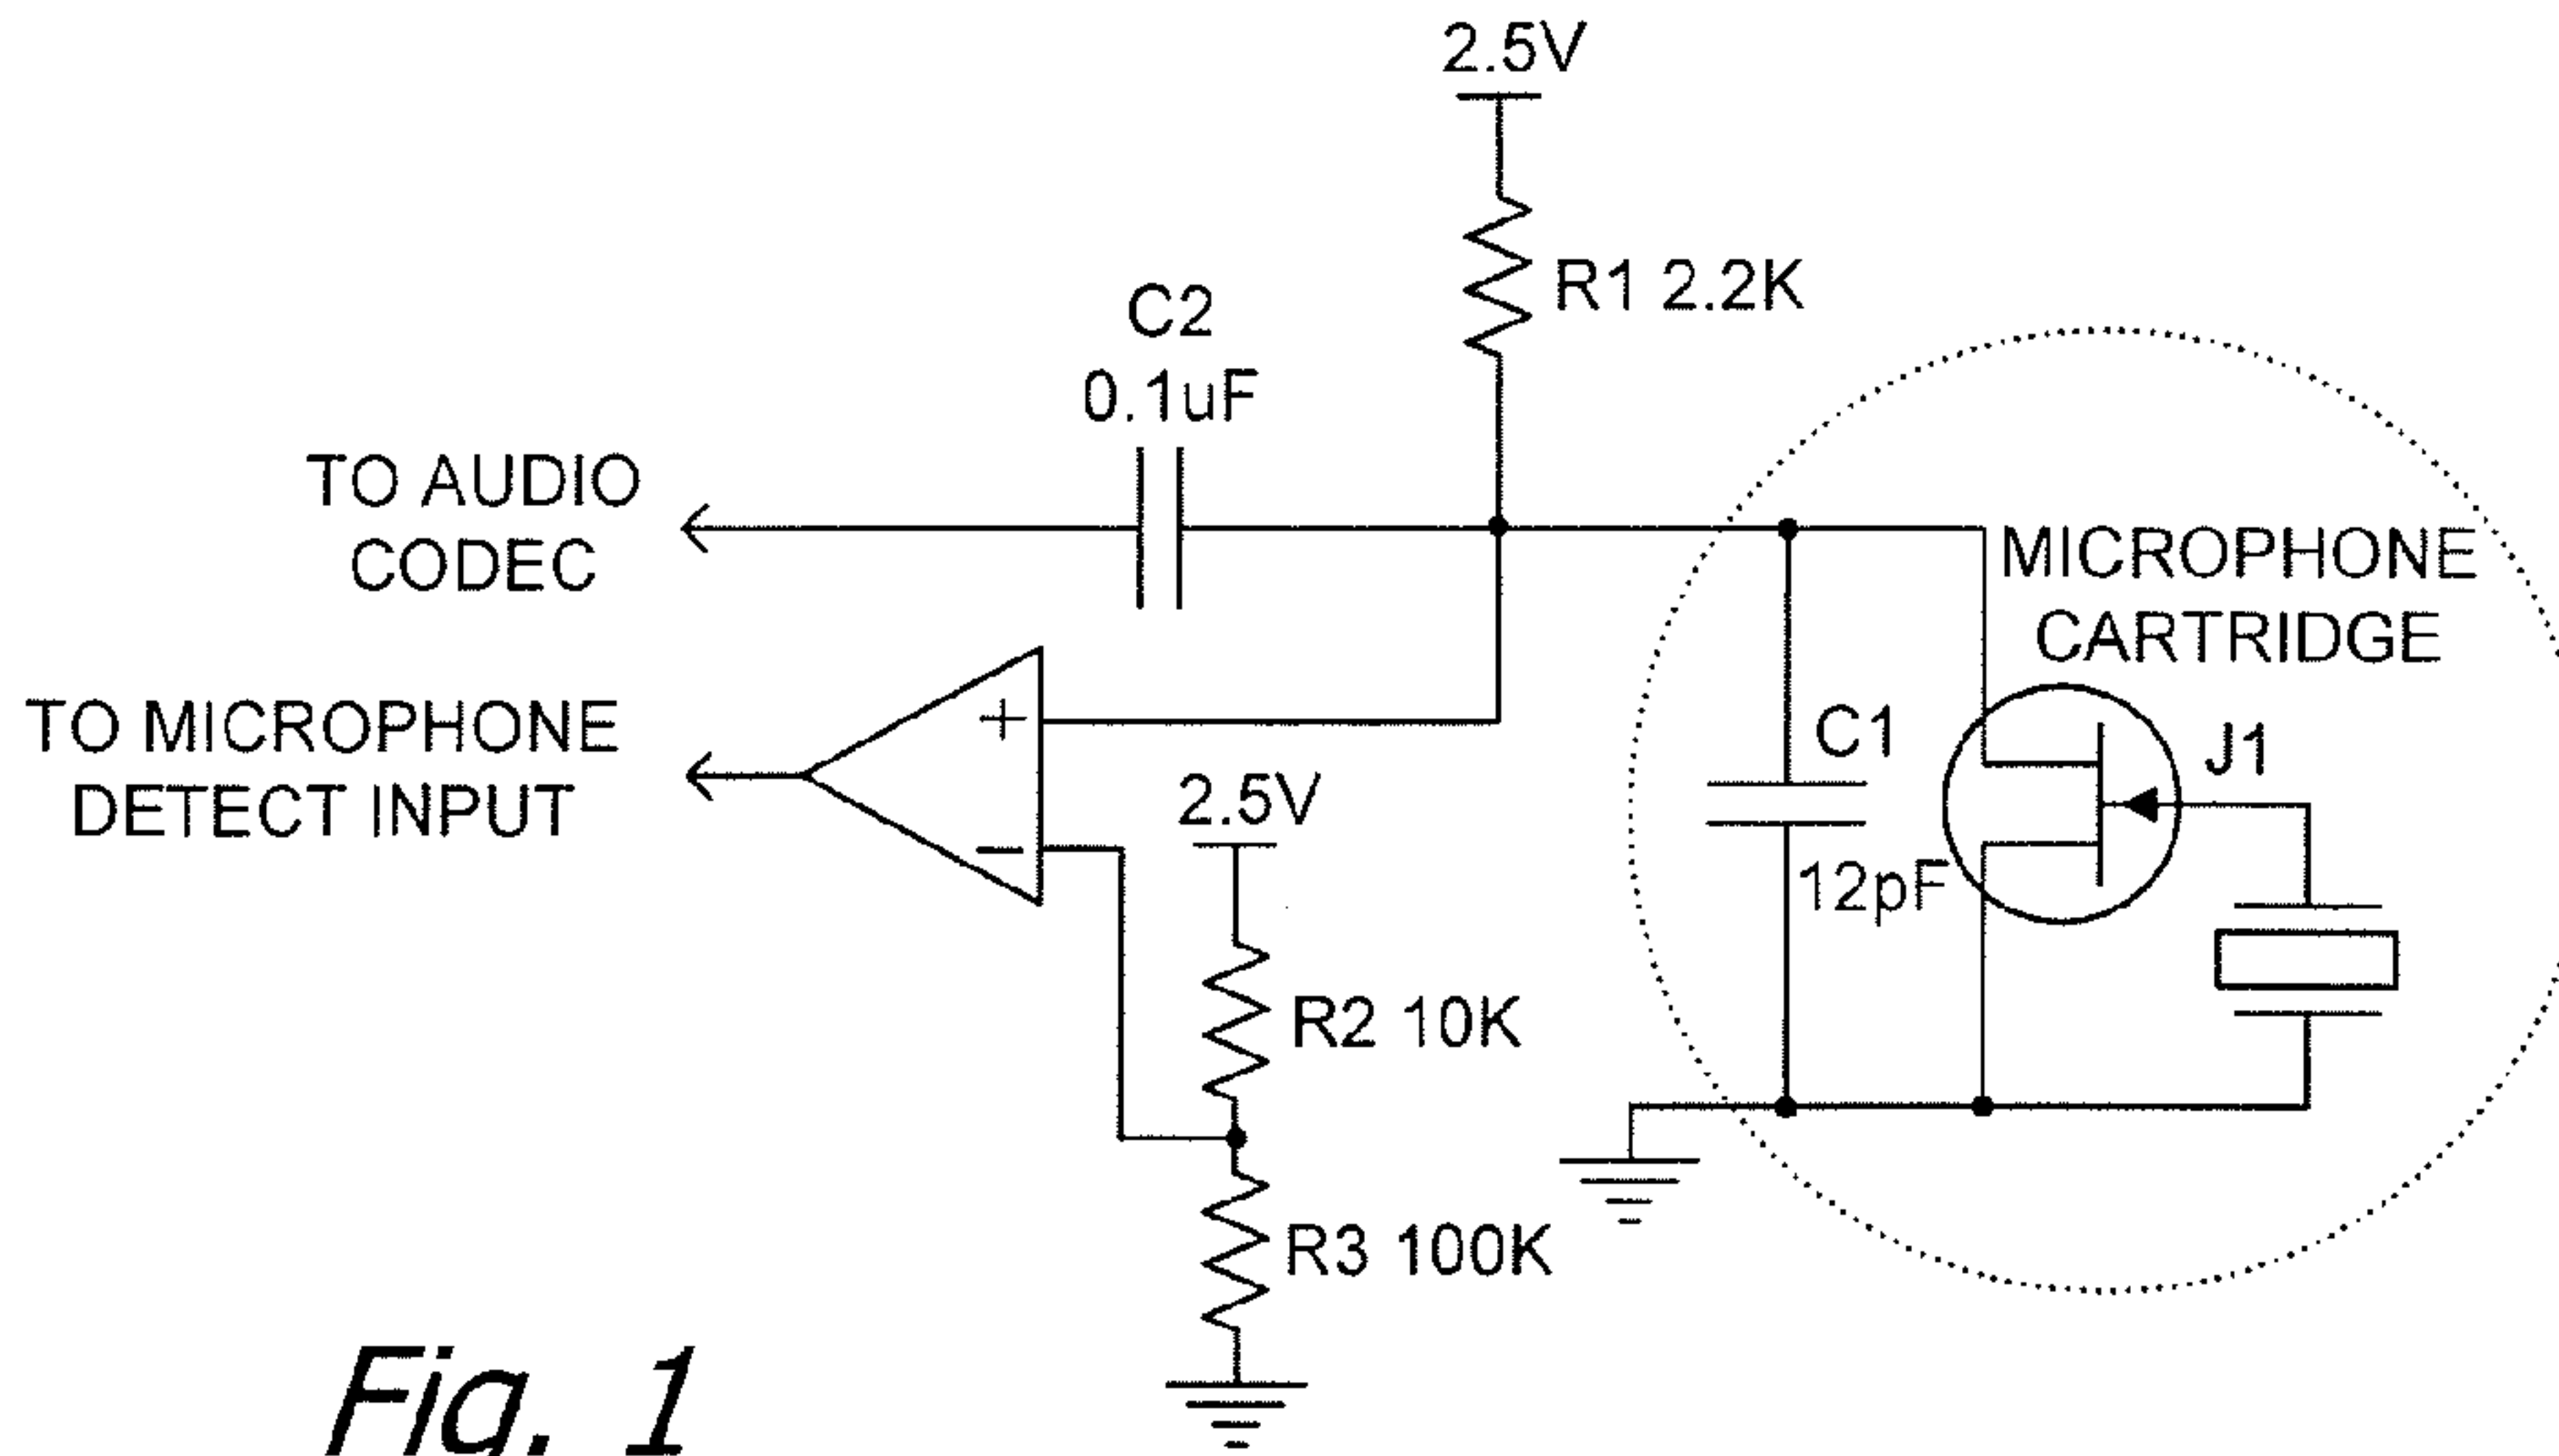 2.5V
R1 2.2K
C2
0.1uF
TO AUDIO
CODEC
MICROPHONE
CARTRIDGE
+
TO MICROPHONE
DETECT INPUT
−
2.5V
C1
12pF
J1
R2 10K
R3 100K
Fig. 1